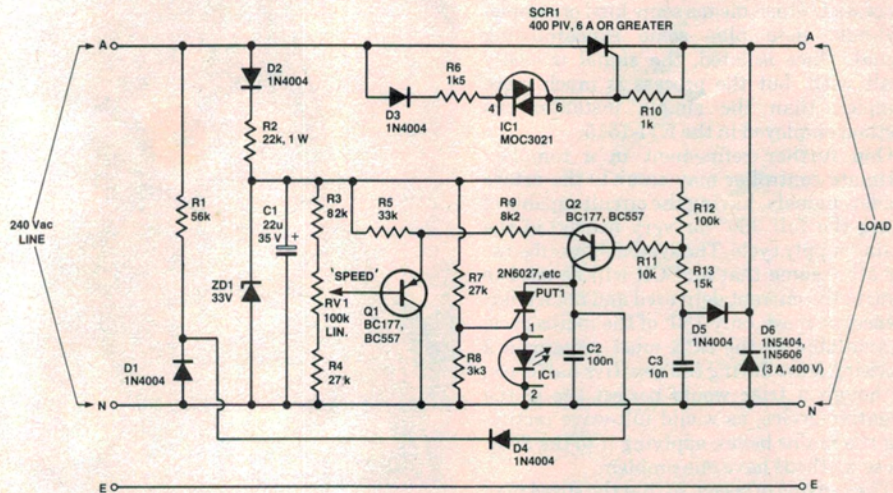 SCR1
400 PIV, 6 A OR GREATER
A
A
D2
1N4004
R6
1k5
4
6
D3
1N4004
IC1
MOC3021
R10
1k
R2
22k, 1 W
R1
56k
240 Vac
LINE
C1
22u
35 V
+
R3
82k
R5
33k
R9
8k2
Q2
BC177, BC557
R12
100k
LOAD
'SPEED'
RV1
100k
LIN.
R7
27k
2N6027, etc
PUT1
R11
10k
R13
15k
ZD1
33V
Q1
BC177,
BC557
1
IC1
2
D5
1N4004
D6
1N5404,
1N5606
(3 A, 400 V)
D1
1N4004
R4
27k
R8
3k3
C2
100n
C3
10n
N
N
D4
1N4004
E
E